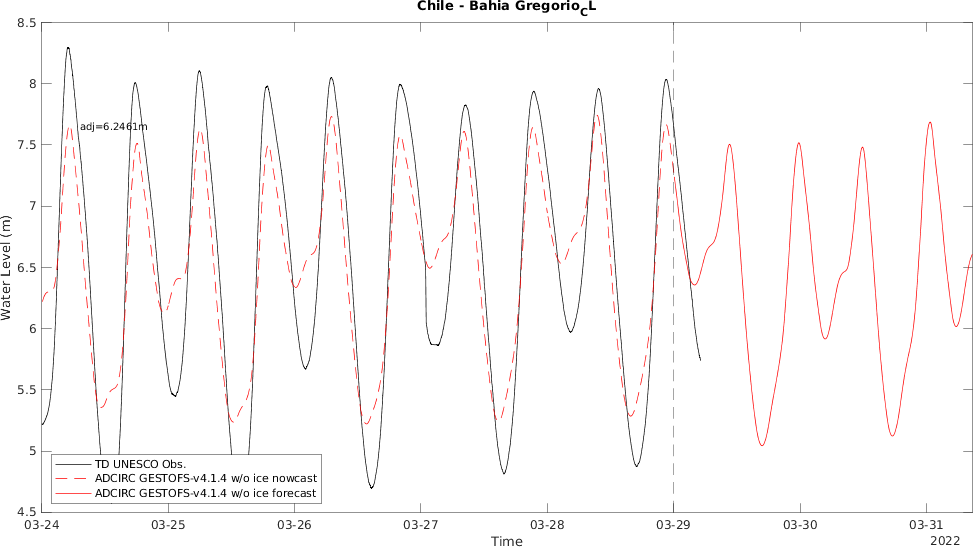 Chile - Bahia Gregorio_CL
8.5
8
7.5
7
6.5
6
5.5
5
4.5
Water Level (m)
adj=6.2461m
TD UNESCO Obs.
ADCIRC GESTOFS-v4.1.4 w/o ice nowcast
ADCIRC GESTOFS-v4.1.4 w/o ice forecast
03-24 03-25 03-26 03-27 03-28 03-29 03-30 03-31
Time
2022